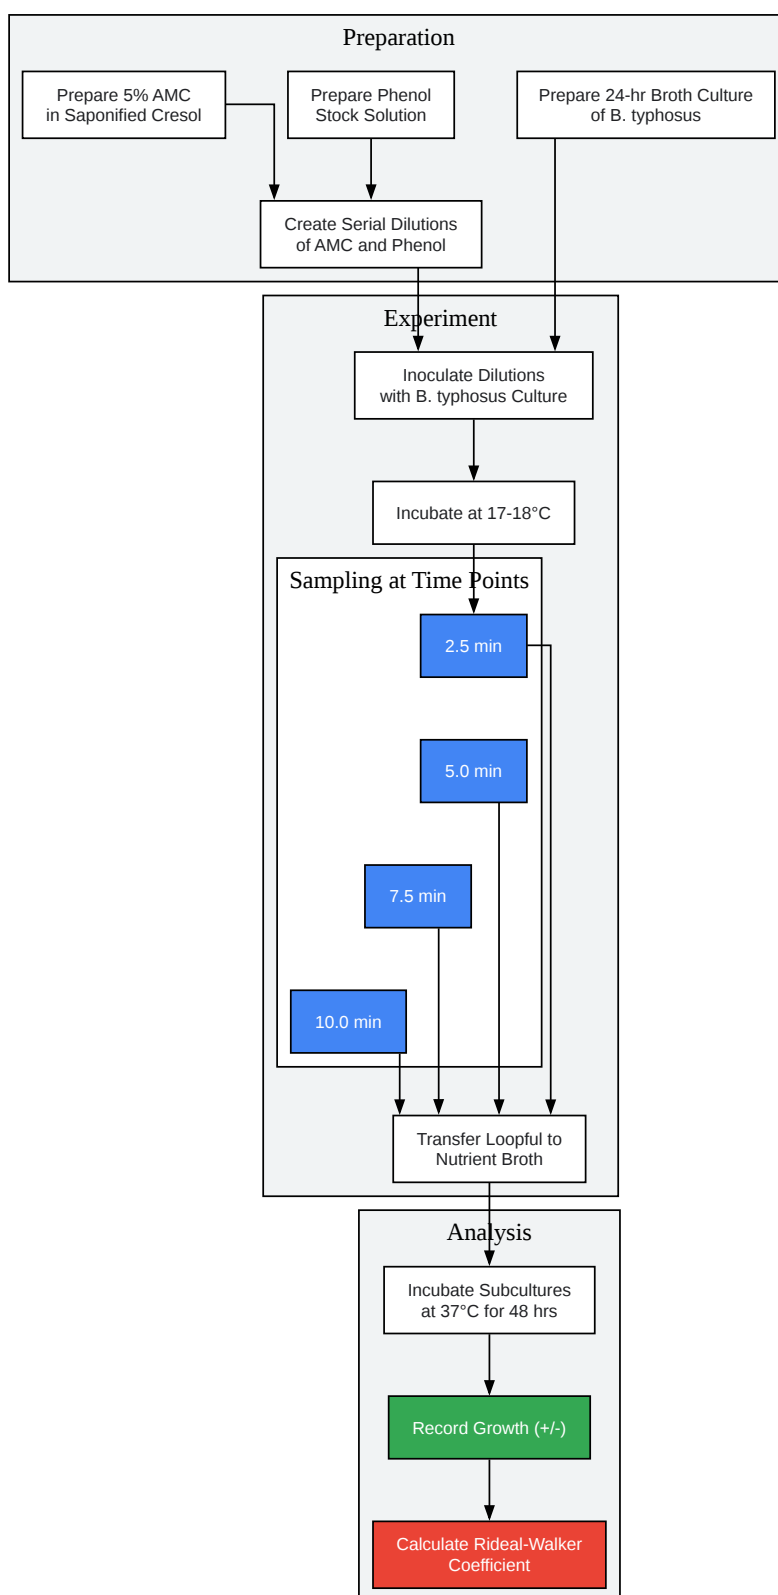 Preparation
Prepare 5% AMC
in Saponified Cresol
Prepare Phenol
Stock Solution
Prepare 24-hr Broth Culture
of B. typhosus
Create Serial Dilutions
of AMC and Phenol
Experiment
Inoculate Dilutions
with B. typhosus Culture
Incubate at 17-18°C
Sampling at Time Points
2.5 min
5.0 min
7.5 min
10.0 min
Transfer Loopful to
Nutrient Broth
Analysis
Incubate Subcultures
at 37°C for 48 hrs
Record Growth (+/-)
Calculate Rideal-Walker
Coefficient